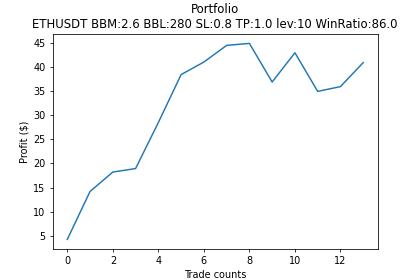 Portfolio
ETHUSDT BBM:2.6 BBL:280 SL:0.8 TP:1.0 lev:10 WinRatio:86.0
45
40
35
30
25
20
15
10
5
Profit ($)
0 2 4 6 8 10 12
Trade counts